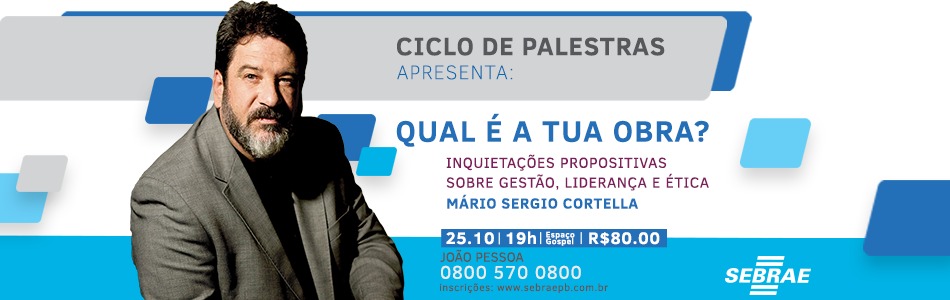 CICLO DE PALESTRAS
APRESENTA:
QUAL É A TUA OBRA?
INQUIETAÇÕES PROPOSITIVAS
SOBRE GESTÃO, LIDERANÇA E ÉTICA
MÁRIO SERGIO CORTELLA
25.10 | 19h | Espaço Gospel | R$80.00
JOÃO PESSOA
0800 570 0800
inscrições: www.sebraepb.com.br
SEBRAE